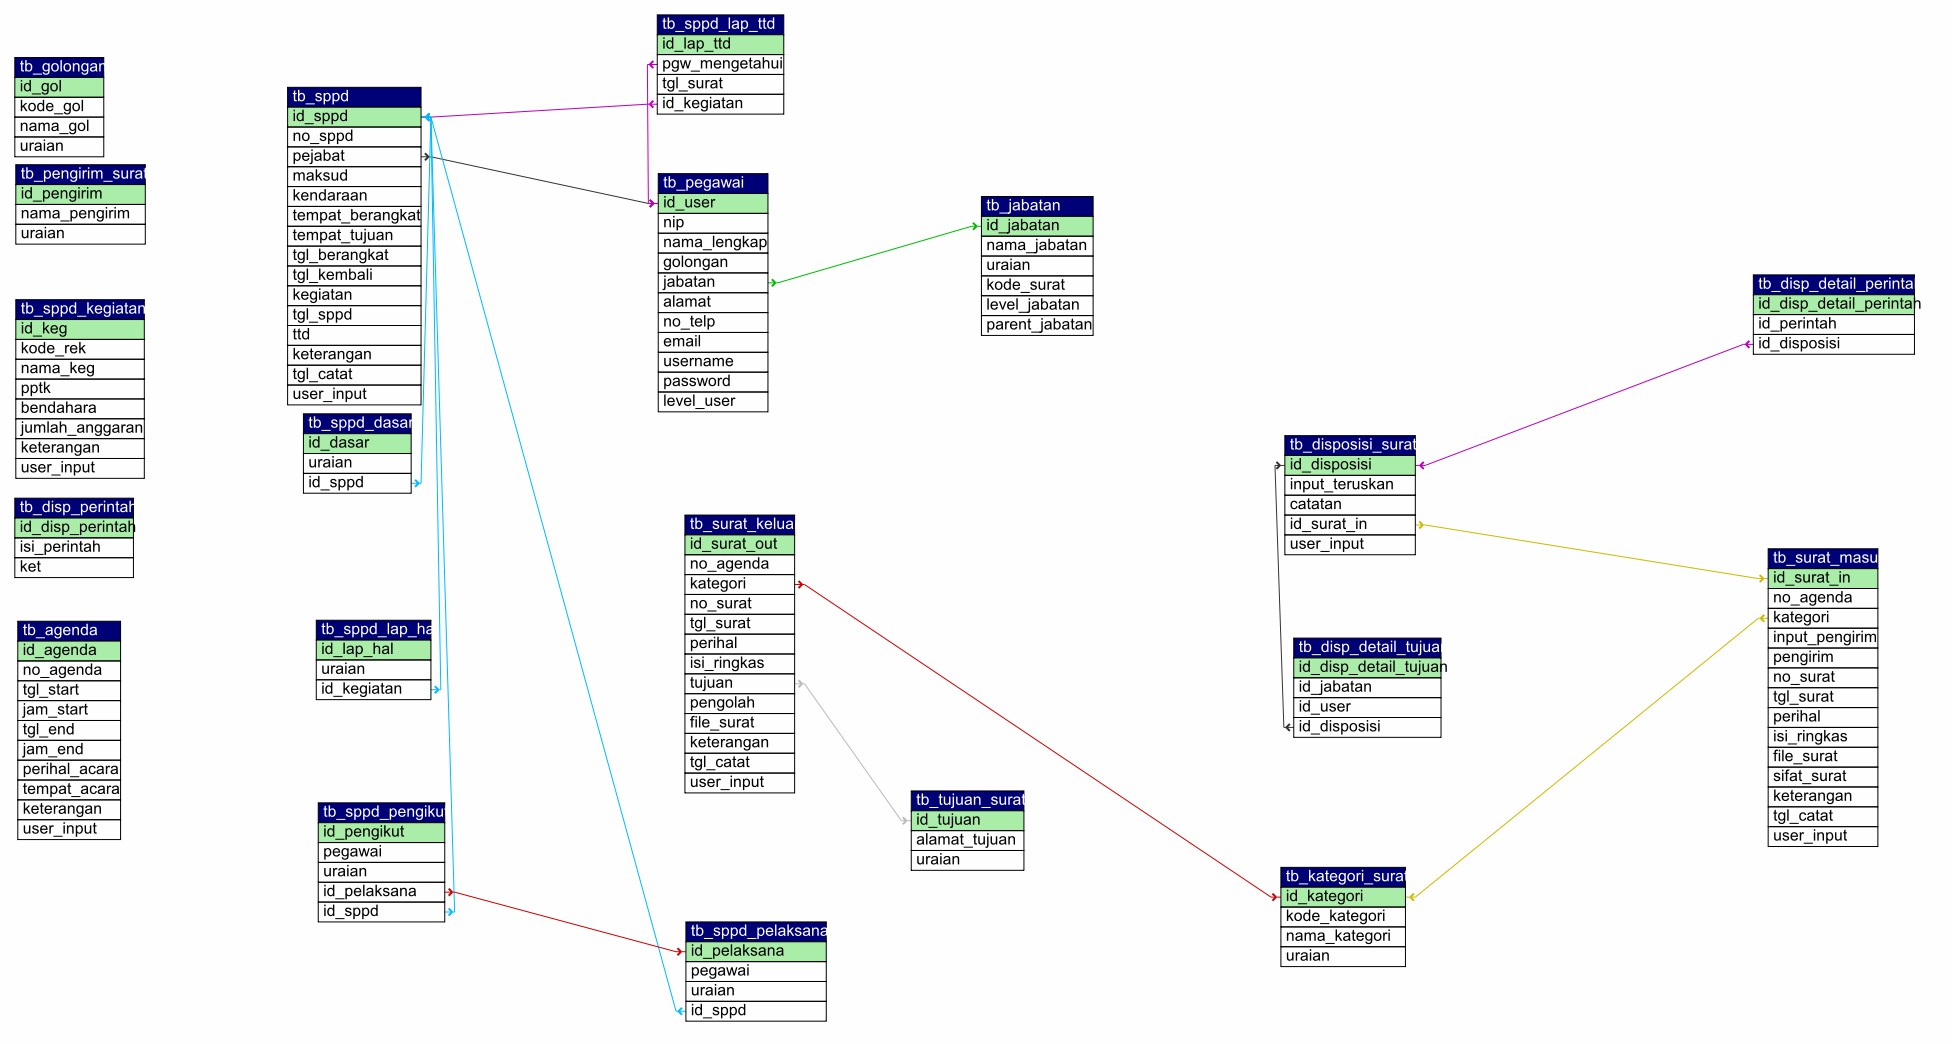 tb_golongan
id_gol
kode_gol
nama_gol
uraian
tb_pengirim_surat
id_pengirim
nama_pengirim
uraian
tb_sppd_kegiatan
id_keg
kode_rek
nama_keg
pptk
bendahara
jumlah_anggaran
keterangan
user_input
tb_disp_perintah
id_disp_perintah
isi_perintah
ket
tb_agenda
id_agenda
no_agenda
tgl_start
jam_start
tgl_end
jam_end
perihal_acara
tempat_acara
keterangan
user_input
tb_sppd
id_sppd
no_sppd
pejabat
maksud
kendaraan
tempat_berangkat
tempat_tujuan
tgl_berangkat
tgl_kembali
kegiatan
tgl_sppd
ttd
keterangan
tgl_catat
user_input
tb_sppd_dasar
id_dasar
uraian
id_sppd
tb_sppd_lap_ha
id_lap_hal
uraian
id_kegiatan
tb_sppd_pengikut
id_pengikut
pegawai
uraian
id_pelaksana
id_sppd
tb_sppd_lap_ttd
id_lap_ttd
pgw_mengetahui
tgl_surat
id_kegiatan
tb_pegawai
id_user
nip
nama_lengkap
golongan
jabatan
alamat
no_telp
email
username
password
level_user
tb_surat_kelua
id_surat_out
no_agenda
kategori
no_surat
tgl_surat
perihal
isi_ringkas
tujuan
pengolah
file_surat
keterangan
tgl_catat
user_input
tb_sppd_pelaksana
id_pelaksana
pegawai
uraian
id_sppd
tb_jabatan
id_jabatan
nama_jabatan
uraian
kode_surat
level_jabatan
parent_jabatan
tb_tujuan_surat
id_tujuan
alamat_tujuan
uraian
tb_disposisi_surat
id_disposisi
input_teruskan
catatan
id_surat_in
user_input
tb_disp_detail_tujua
id_disp_detail_tujuan
id_jabatan
id_user
id_disposisi
tb_kategori_surat
id_kategori
kode_kategori
nama_kategori
uraian
tb_disp_detail_perinta
id_disp_detail_perintah
id_perintah
id_disposisi
tb_surat_masu
id_surat_in
no_agenda
kategori
input_pengirim
pengirim
no_surat
tgl_surat
perihal
isi_ringkas
file_surat
sifat_surat
keterangan
tgl_catat
user_input